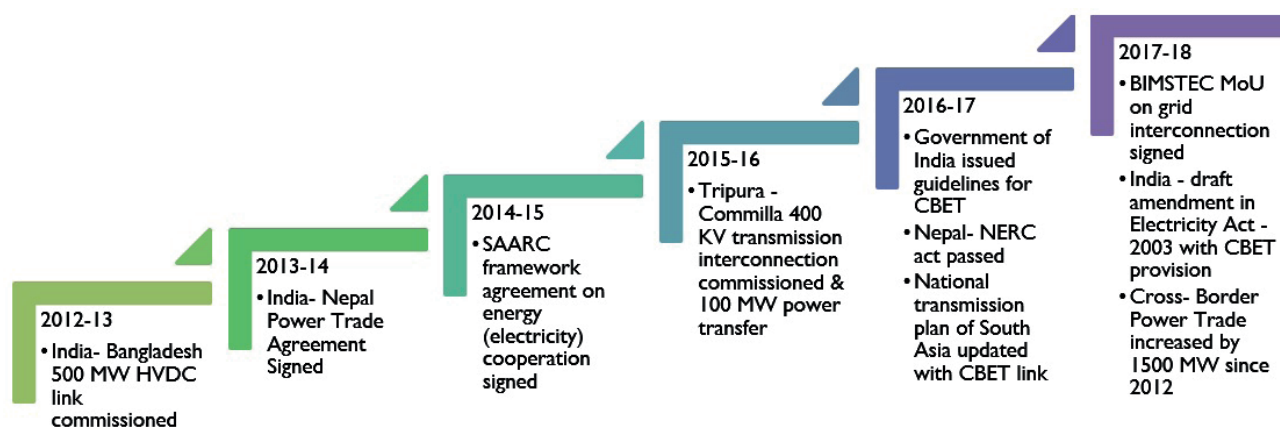 2012-13
• India- Bangladesh
500 MW HVDC
link
commissioned
2013-14
• India- Nepal
Power Trade
Agreement
Signed
2014-15
• SAARC
framework
agreement on
energy
(electricity)
cooperation
signed
2015-16
• Tripura -
Commilla 400
KV transmission
interconnection
commissioned &
100 MW power
transfer
2016-17
• Government of
India issued
guidelines for
CBET
• Nepal- NERC
act passed
• National
transmission
plan of South
Asia updated
with CBET link
2017-18
• BIMSTEC MoU
on grid
interconnection
signed
• India - draft
amendment in
Electricity Act -
2003 with CBET
provision
• Cross- Border
Power Trade
increased by
1500 MW since
2012